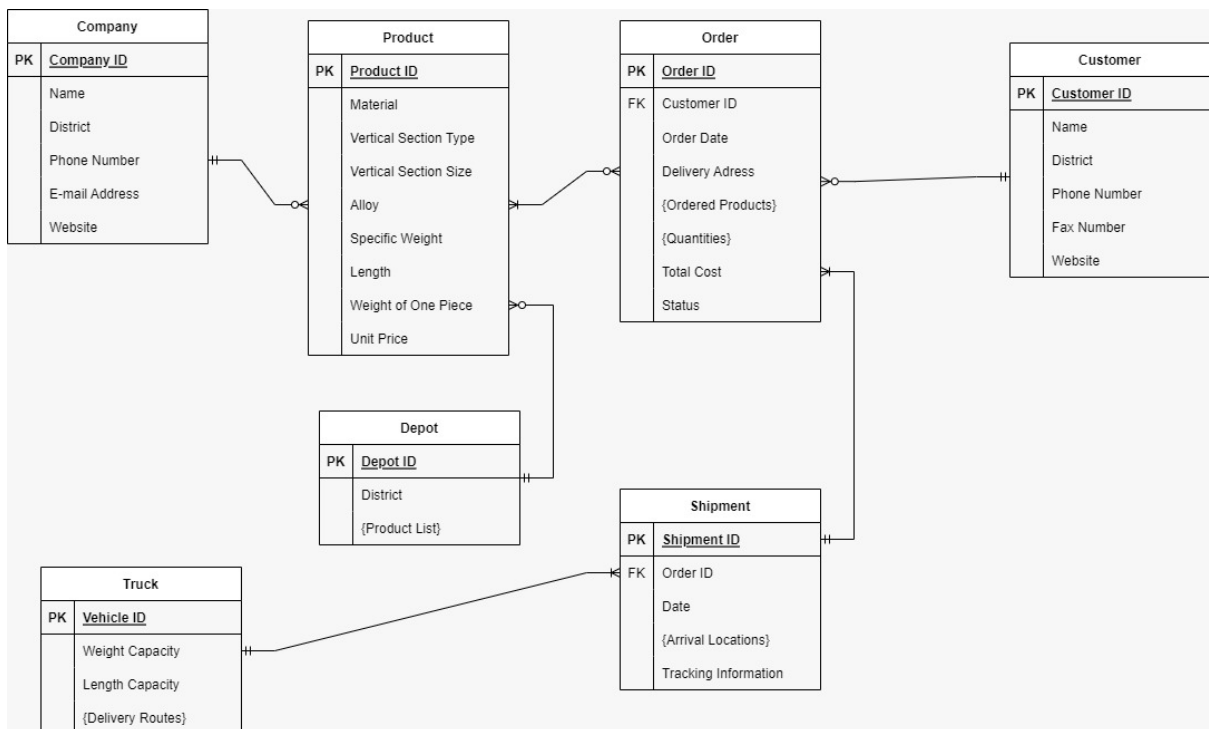 Company
PK Company ID
Name
District
Phone Number
E-mail Address
Website
Product
PK Product ID
Material
Vertical Section Type
Vertical Section Size
Alloy
Specific Weight
Length
Weight of One Piece
Unit Price
Order
PK Order ID
FK Customer ID
Order Date
Delivery Adress
{Ordered Products}
{Quantities}
Total Cost
Status
Customer
PK Customer ID
Name
District
Phone Number
Fax Number
Website
Depot
PK Depot ID
District
{Product List}
Shipment
PK Shipment ID
FK Order ID
Date
{Arrival Locations}
Tracking Information
Truck
PK Vehicle ID
Weight Capacity
Length Capacity
{Delivery Routes}